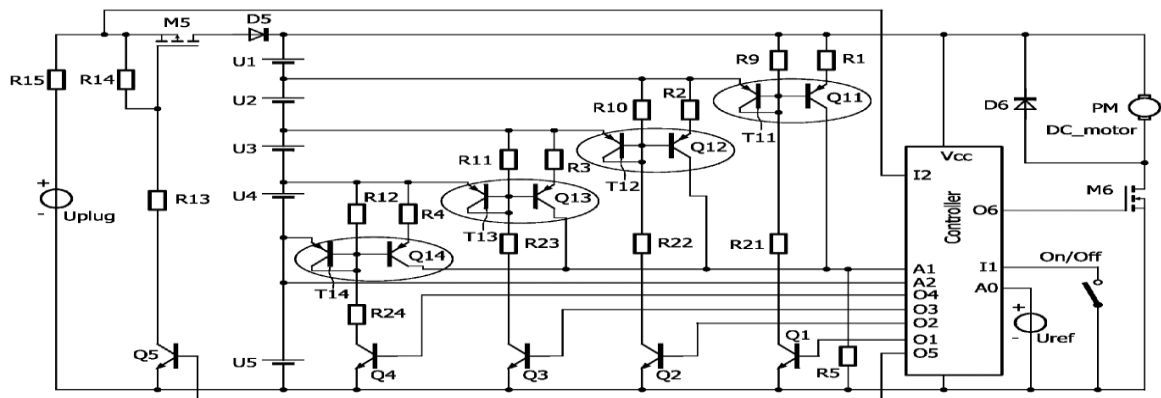 M5
D5
R15
R14
U1
R9
R1
U2
R10
R2
Q11
T11
D6
PM
DC_motor
U3
R11
R3
Q12
T12
Vcc
I2
+
-
Uplug
R13
U4
R12
R4
Q13
T13
R23
R22
R21
Controller
O6
M6
Q14
T14
R24
A1
A2
O4
O3
O2
O1
O5
I1
A0
On/Off
+
-
Uref
Q5
U5
Q4
Q3
Q2
Q1
R5